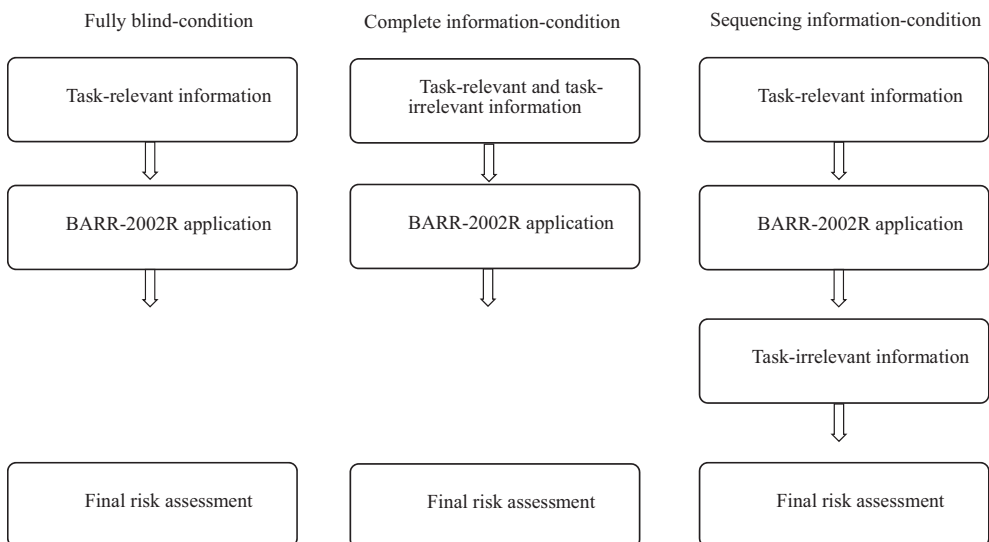 Fully blind-condition
Complete information-condition
Sequencing information-condition
Task-relevant information
Task-relevant and task-
irrelevant information
Task-relevant information
BARR-2002R application
BARR-2002R application
BARR-2002R application
Task-irrelevant information
Final risk assessment
Final risk assessment
Final risk assessment